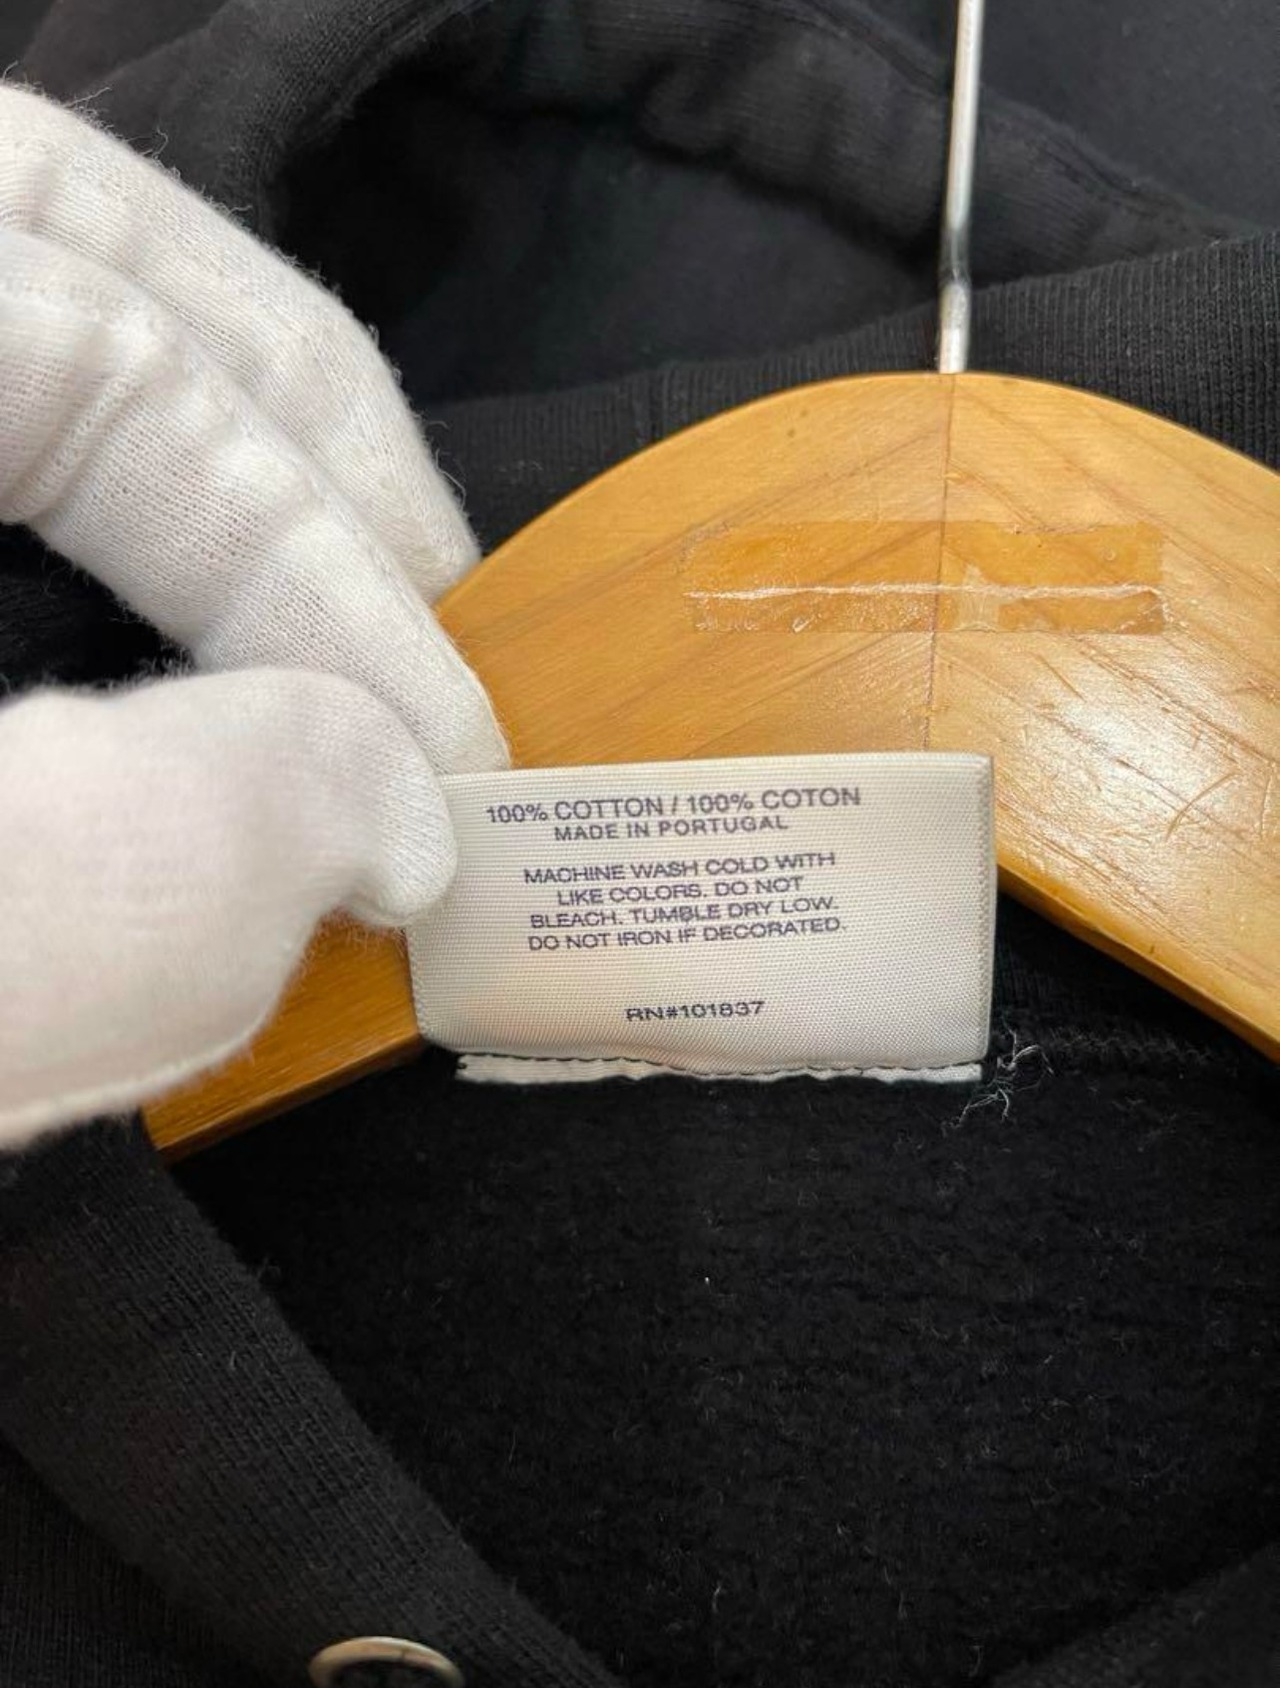 100% COTTON / 100% COTON
MADE IN PORTUGAL
MACHINE WASH COLD WITH
LIKE COLORS. DO NOT
BLEACH. TUMBLE DRY LOW.
DO NOT IRON IF DECORATED.
RN#101837